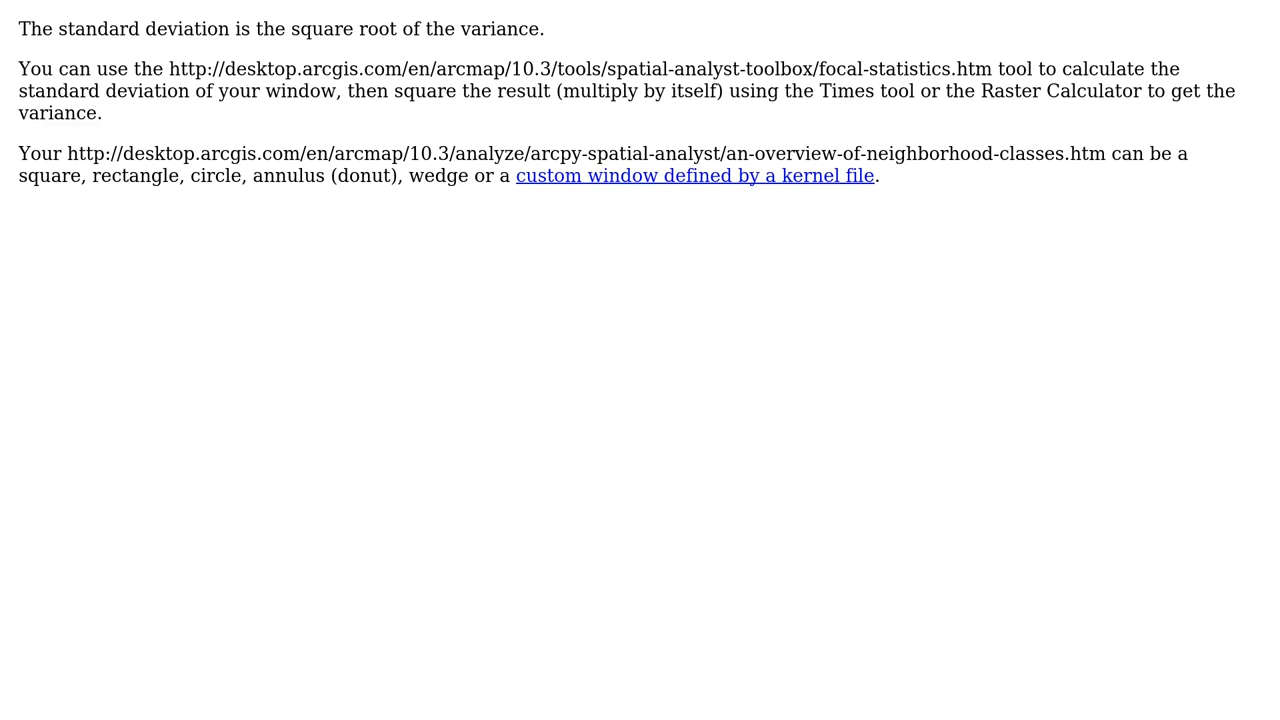 The standard deviation is the square root of the variance.
You can use the http://desktop.arcgis.com/en/arcmap/10.3/tools/spatial-analyst-toolbox/focal-statistics.htm tool to calculate the
standard deviation of your window, then square the result (multiply by itself) using the Times tool or the Raster Calculator to get the
variance.
Your http://desktop.arcgis.com/en/arcmap/10.3/analyze/arcpy-spatial-analyst/an-overview-of-neighborhood-classes.htm can be a
square, rectangle, circle, annulus (donut), wedge or a custom window defined by a kernel file.